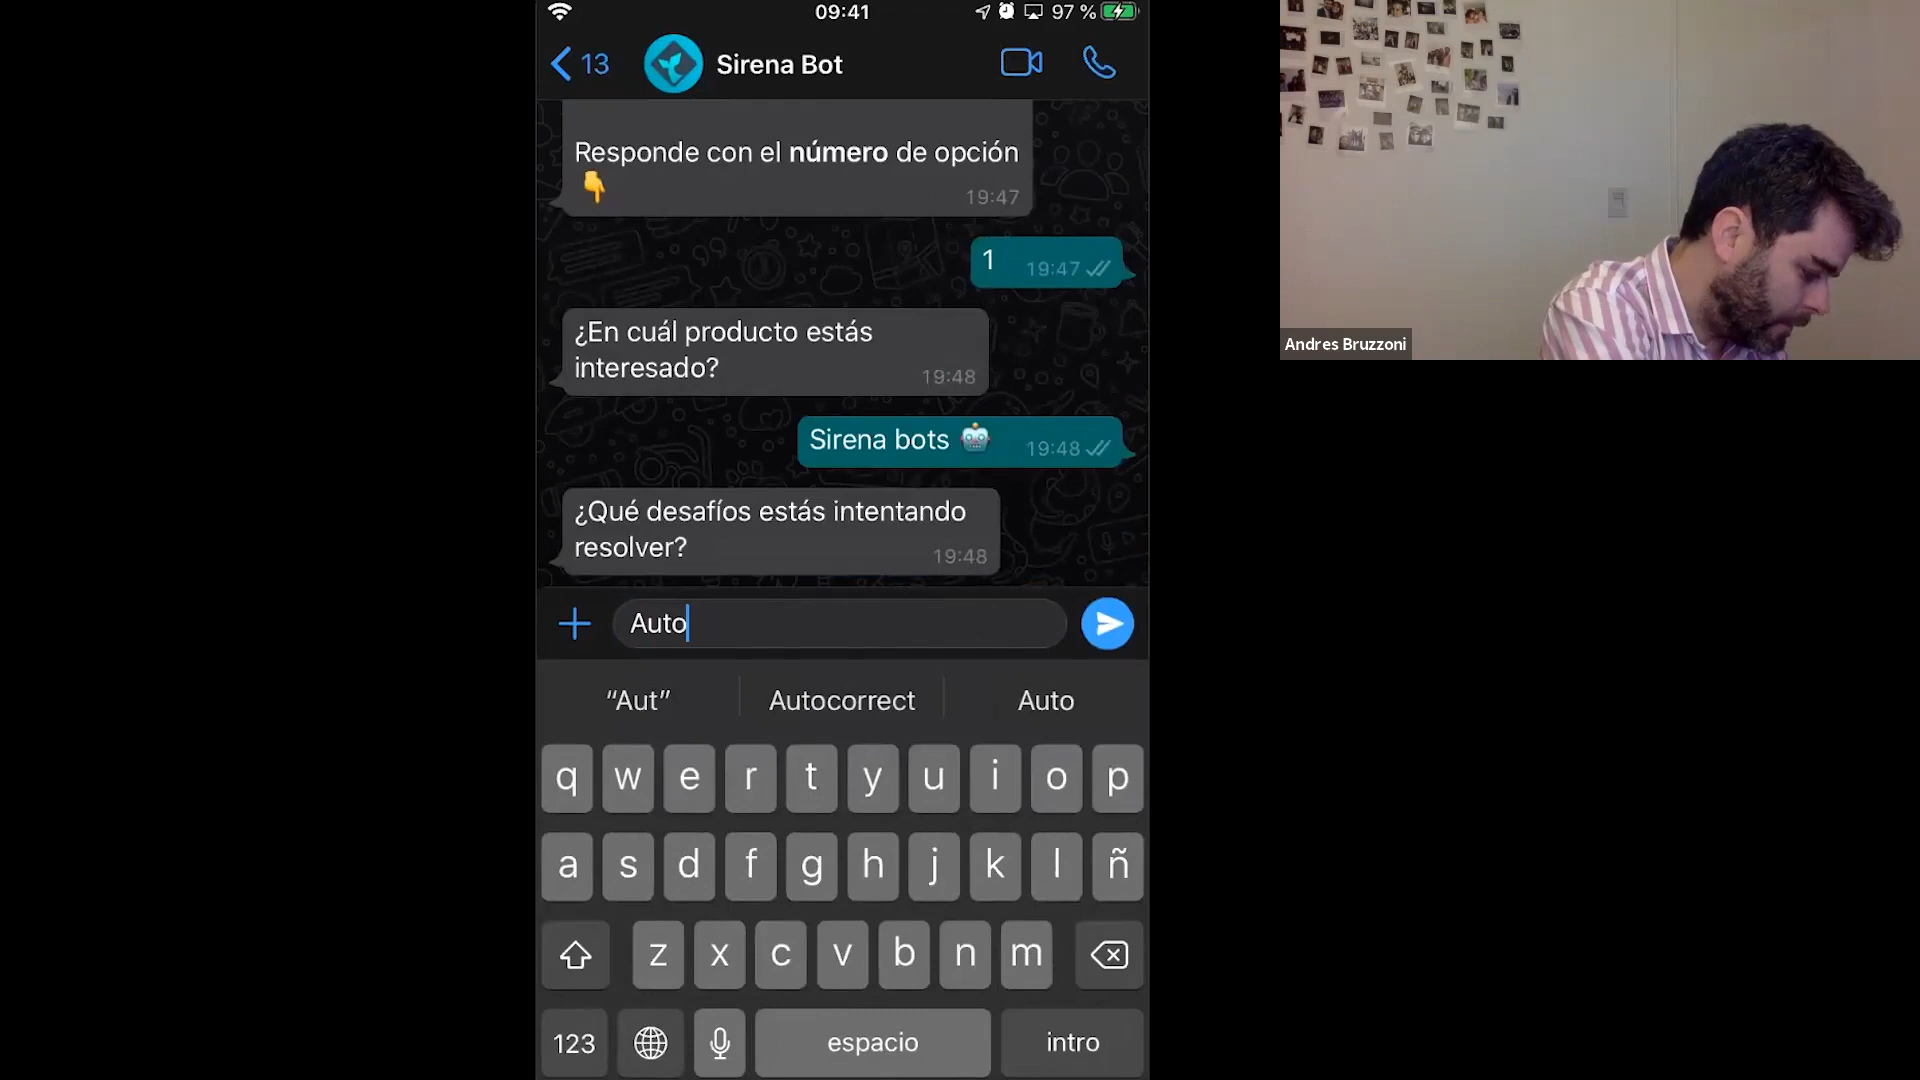 09:41
97 %
13
Sirena Bot
Responde con el número de opción
👇
19:47
1
19:47
¿En cuál producto estás
interesado?
19:48
Sirena bots 🤖
19:48
¿Qué desafíos estás intentando
resolver?
19:48
Auto
“Aut” Autocorrect Auto
q w e r t y u i o p
a s d f g h j k l ñ
z x c v b n m
123 espacio intro
Andres Bruzzoni